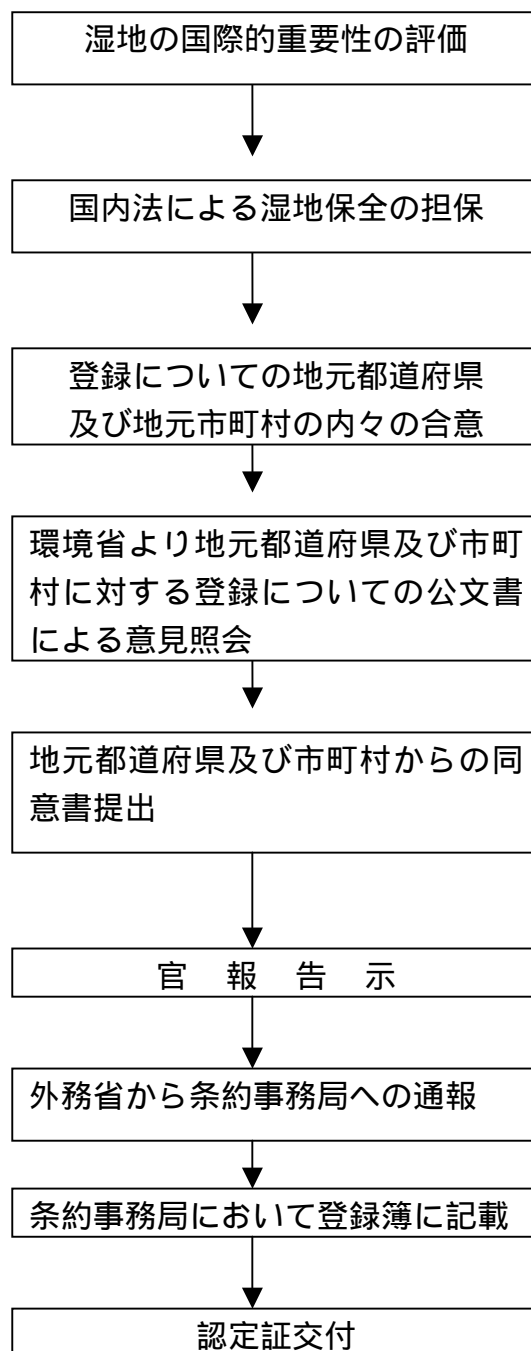 湿地の国際的重要性の評価
国内法による湿地保全の担保
登録についての地元都道府県
及び地元市町村の内々の合意
環境省より地元都道府県及び市町
村に対する登録についての公文書
による意見照会
地元都道府県及び市町村からの同
意書提出
官 報 告 示
外務省から条約事務局への通報
条約事務局において登録簿に記載
認定証交付